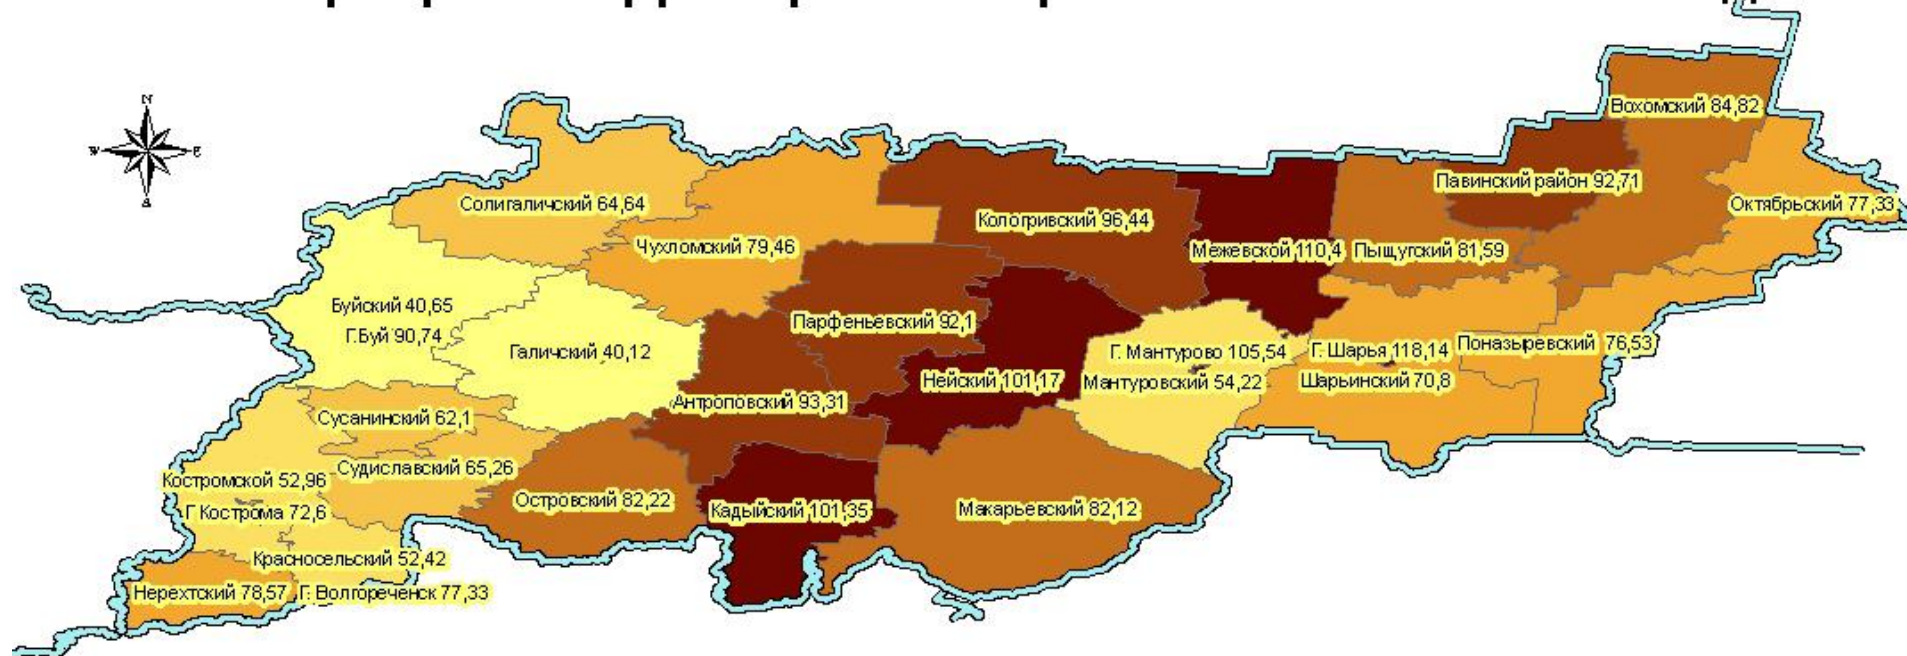 N
W
E
Вохомский 84,82
Павинский район 92,71
Солигаличский 64,64
Октябрьский 77,33
Кологривский 96,44
Чухломский 79,46
Межевской 110,4
Пыщугский 81,59
Буйский 40,65
Г.Буй 90,74
Парфеньевский 92,1
Галичский 40,12
Г. Мантурово 105,54
Г. Шарья 118,14
Поназыревский 76,53
Нейский 101,17
Мантуровский 54,22
Шарьинский 70,8
Антроповский 93,31
Сусанинский 62,1
Судиславский 65,26
Костромской 52,96
Островский 82,22
Кадыйский 101,35
Макарьевский 82,12
Г Кострома 72,6
Красносельский 52,42
Нерехтский 78,57
Г. Волгореченск 77,33